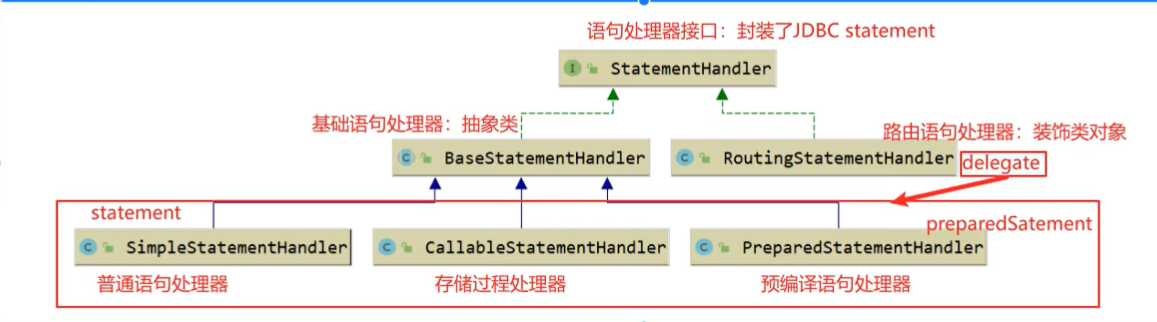 语句处理器接口：封装了JDBC statement
I StatementHandler
基础语句处理器：抽象类
路由语句处理器：装饰类对象
C BaseStatementHandler
C RoutingStatementHandler
delegate
statement
preparedSatement
C SimpleStatementHandler
C CallableStatementHandler
C PreparedStatementHandler
普通语句处理器
存储过程处理器
预编译语句处理器